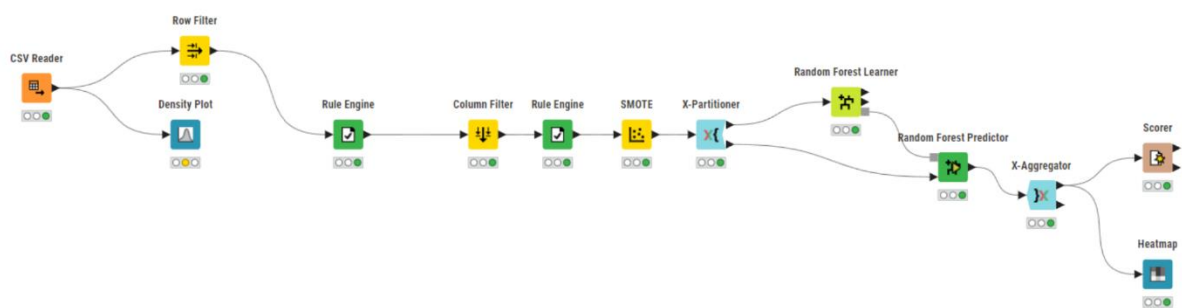 Row Filter
CSV Reader
Density Plot
Rule Engine
Column Filter
Rule Engine
SMOTE
X-Partitioner
Random Forest Learner
Random Forest Predictor
X-Aggregator
Scorer
Heatmap